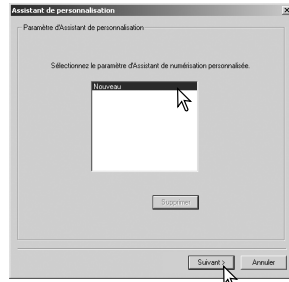 Assistant de personnalisation
Paramètre d'Assistant de personnalisation
Sélectionnez le paramètre d'Assistant de numérisation personnalisée.
Nouveau
Supprimer
Suivant >
Annuler